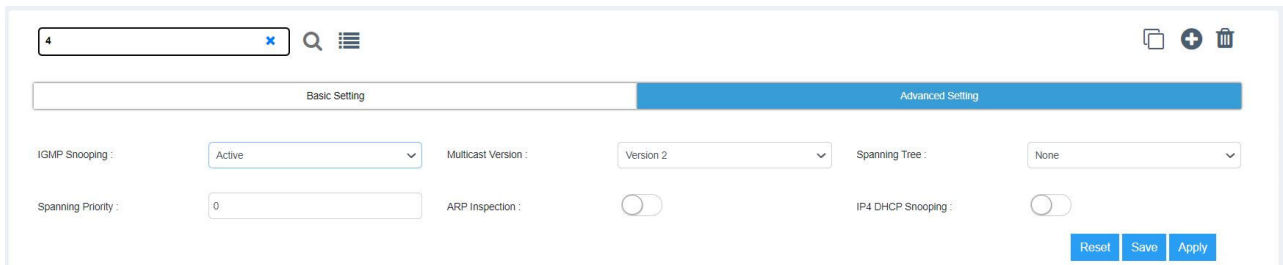 4
Basic Setting Advanced Setting
IGMP Snooping : Active Multicast Version : Version 2 Spanning Tree : None
Spanning Priority : 0 ARP Inspection : IP4 DHCP Snooping :
Reset Save Apply